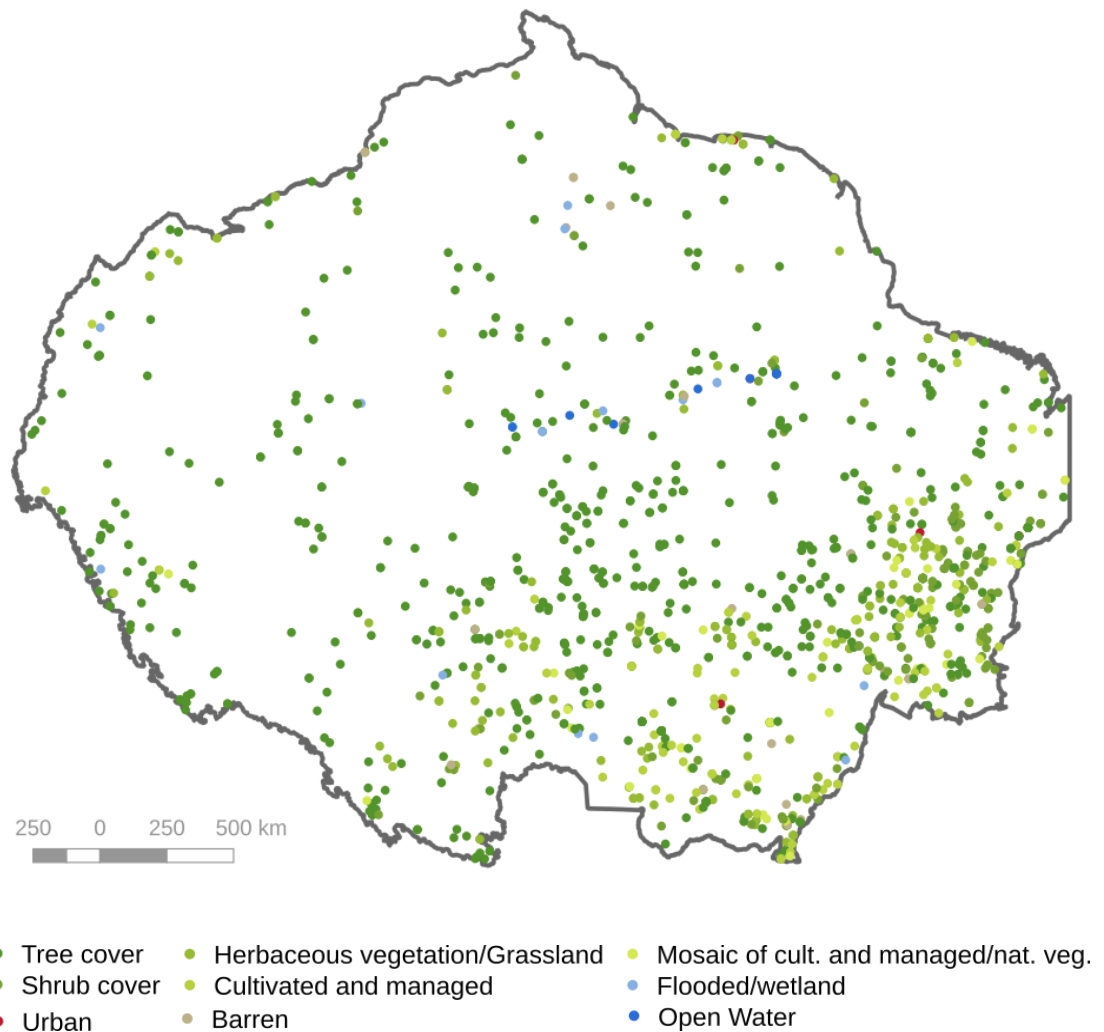 250 0 250 500 km
Tree cover Herbaceous vegetation/Grassland Mosaic of cult. and managed/nat. veg.
Shrub cover Cultivated and managed Flooded/wetland
Urban Barren Open Water